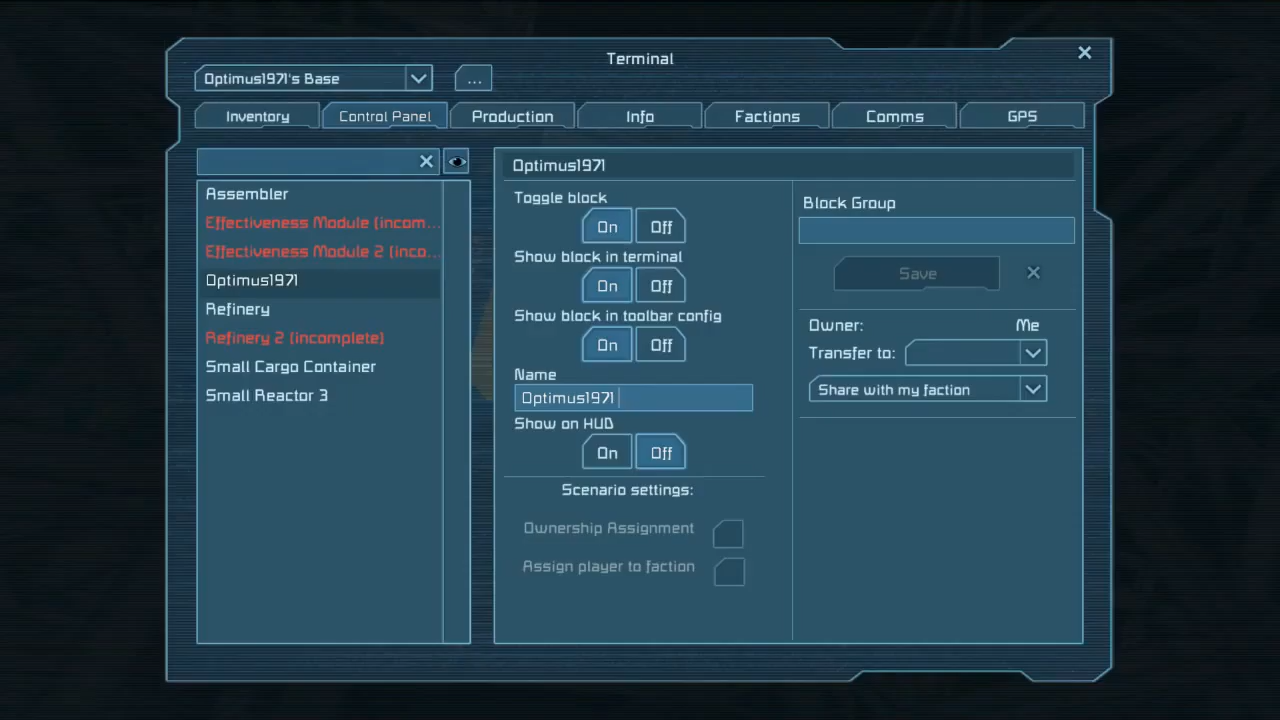 Terminal
Optimus1971's Base
...
Inventory
Control Panel
Production
Info
Factions
Comms
GPS
Assembler
Effectiveness Module (incom...
Effectiveness Module 2 (inco...
Optimus1971
Refinery
Refinery 2 (incomplete)
Small Cargo Container
Small Reactor 3
Optimus1971
Toggle block
On Off
Show block in terminal
On Off
Show block in toolbar config
On Off
Name
Optimus1971
Show on HUD
On Off
Scenario settings:
Ownership Assignment
Assign player to faction
Block Group
Save
Owner: Me
Transfer to:
Share with my faction